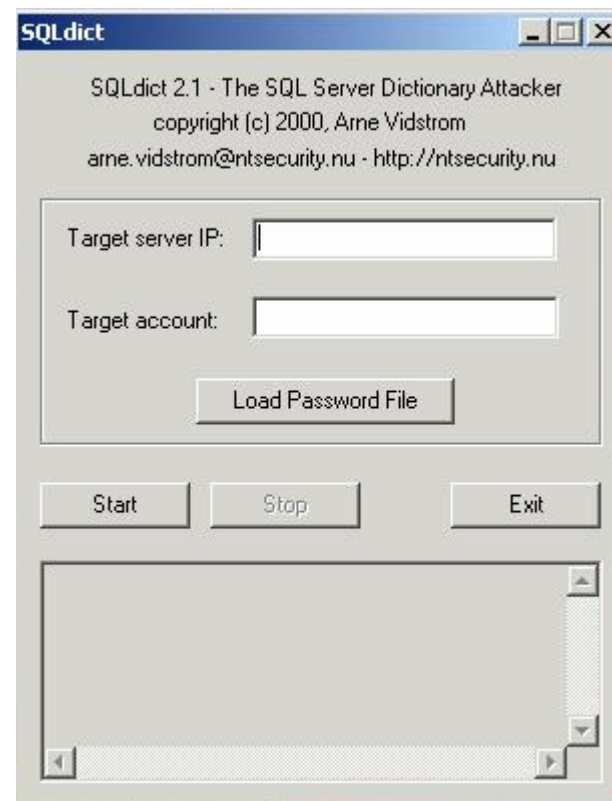 SQLdict
SQLdict 2.1 - The SQL Server Dictionary Attacker
copyright (c) 2000, Arne Vidstrom
arne.vidstrom@ntsecurity.nu - http://ntsecurity.nu
Target server IP:
Target account:
Load Password File
Start
Stop
Exit